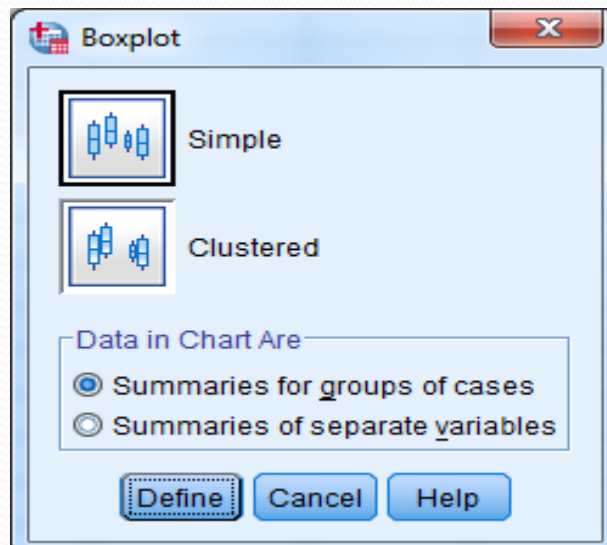 Boxplot
Simple
Clustered
Data in Chart Are
Summaries for groups of cases
Summaries of separate variables
Define Cancel Help